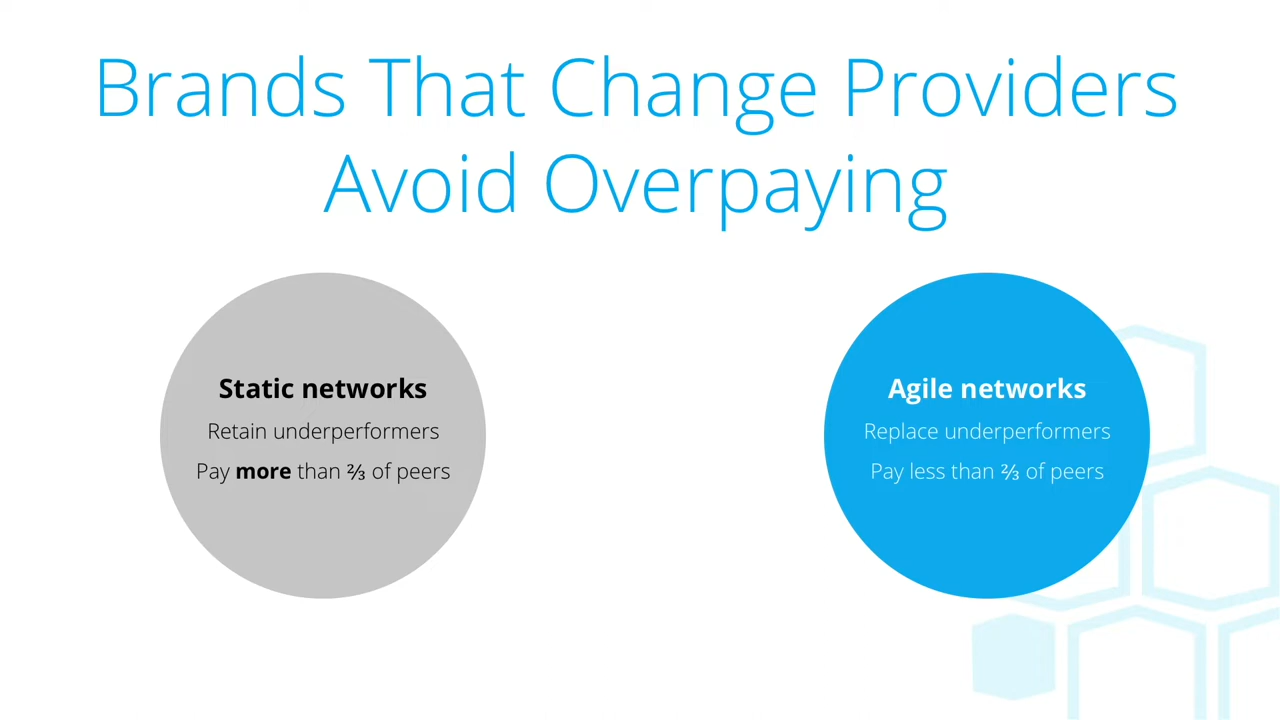 Brands That Change Providers
Avoid Overpaying
Static networks
Retain underperformers
Pay more than ⅔ of peers
Agile networks
Replace underperformers
Pay less than ⅔ of peers